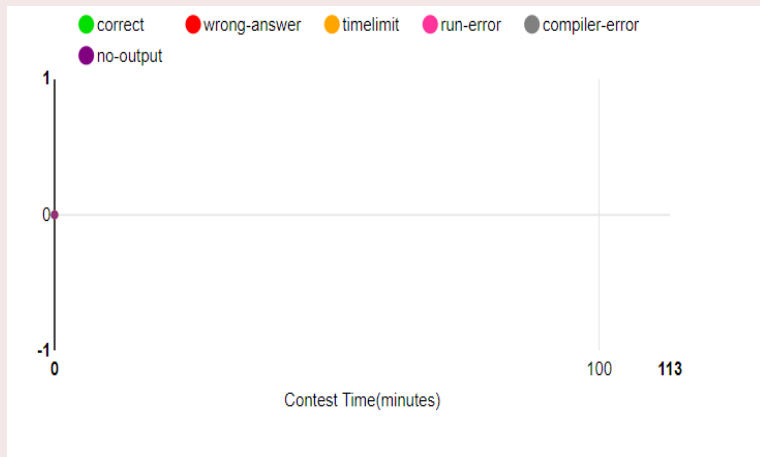 correct wrong-answer timelimit run-error compiler-error
no-output
1
0
-1
0 100 113
Contest Time(minutes)